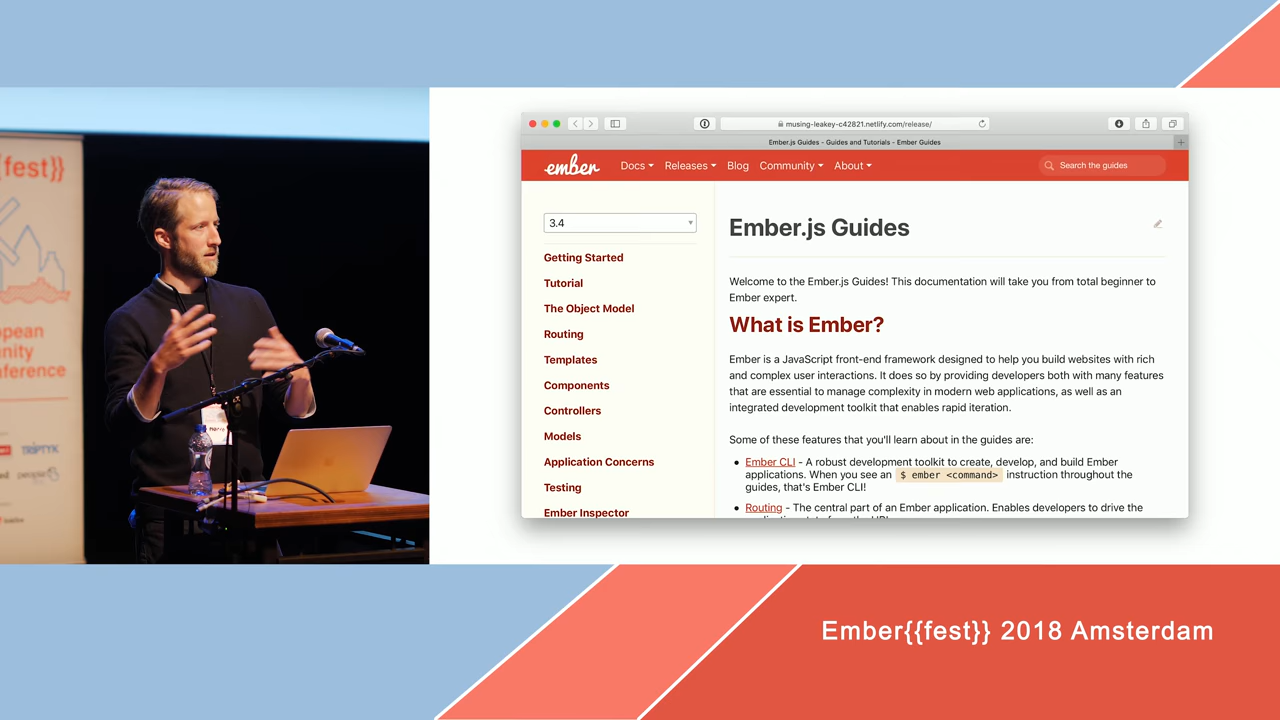 fest}}
opean
nity
nference
TRIPTYK
musing-leakey-c42821.netlify.com/release/
Ember.js Guides - Guides and Tutorials - Ember Guides
ember
Docs Releases Blog Community About
Search the guides
3.4
Getting Started
Tutorial
The Object Model
Routing
Templates
Components
Controllers
Models
Application Concerns
Testing
Ember Inspector
Ember.js Guides
Welcome to the Ember.js Guides! This documentation will take you from total beginner to
Ember expert.
What is Ember?
Ember is a JavaScript front-end framework designed to help you build websites with rich
and complex user interactions. It does so by providing developers both with many features
that are essential to manage complexity in modern web applications, as well as an
integrated development toolkit that enables rapid iteration.
Some of these features that you'll learn about in the guides are:
• Ember CLI - A robust development toolkit to create, develop, and build Ember
applications. When you see an $ ember <command> instruction throughout the
guides, that's Ember CLI!
• Routing - The central part of an Ember application. Enables developers to drive the
Ember{{fest}} 2018 Amsterdam